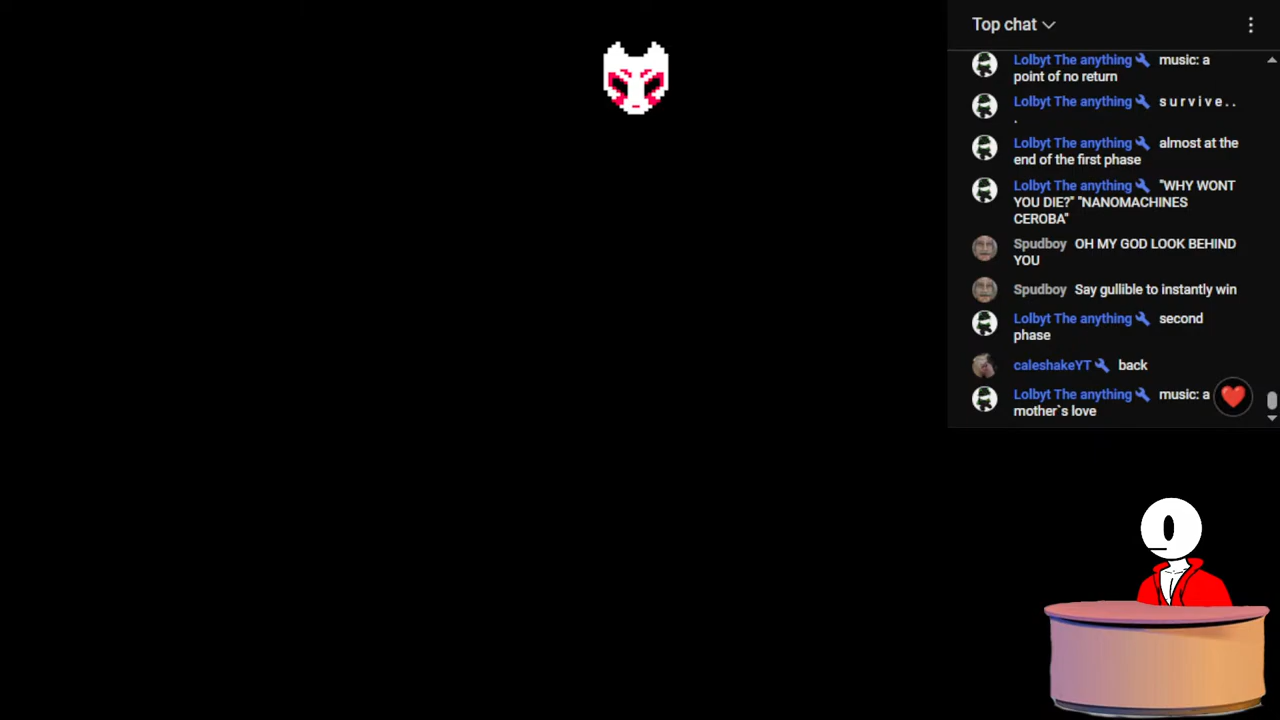 Top chat
Lolbyt The anything music: a
point of no return
Lolbyt The anything s u r v i v e . .
.
Lolbyt The anything almost at the
end of the first phase
Lolbyt The anything "WHY WONT
YOU DIE?" "NANOMACHINES
CEROBA"
Spudboy OH MY GOD LOOK BEHIND
YOU
Spudboy Say gullible to instantly win
Lolbyt The anything second
phase
caleshakeYT back
Lolbyt The anything music: a
mother`s love